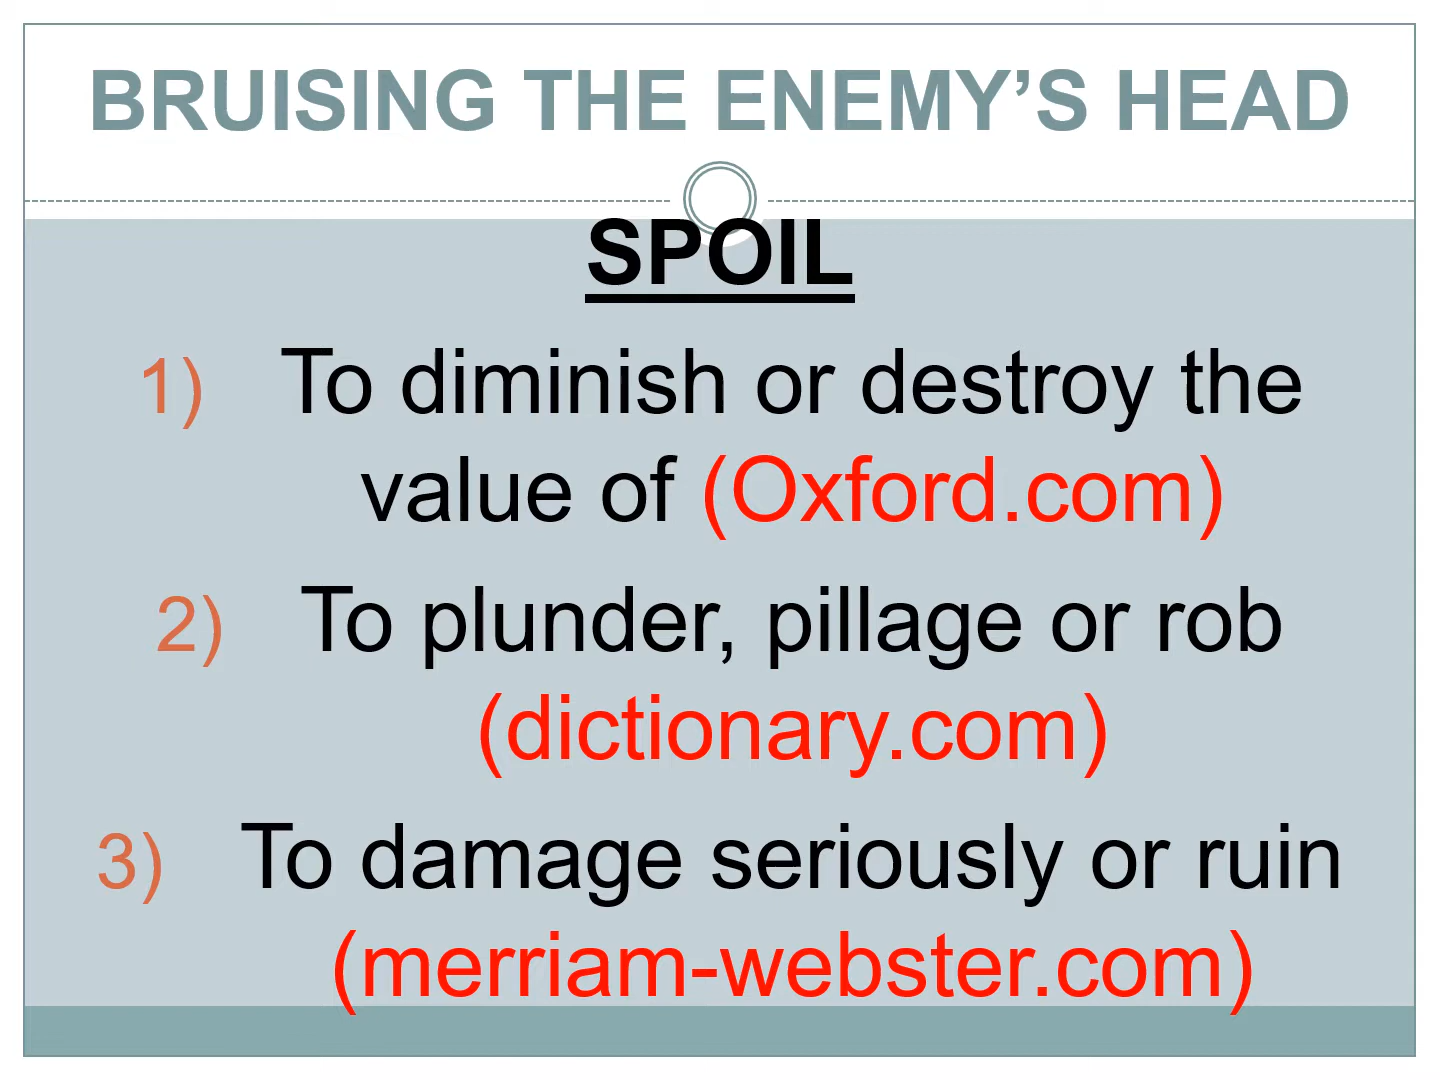 BRUISING THE ENEMY’S HEAD
SPOIL
1) To diminish or destroy the
value of (Oxford.com)
2) To plunder, pillage or rob
(dictionary.com)
3) To damage seriously or ruin
(merriam-webster.com)